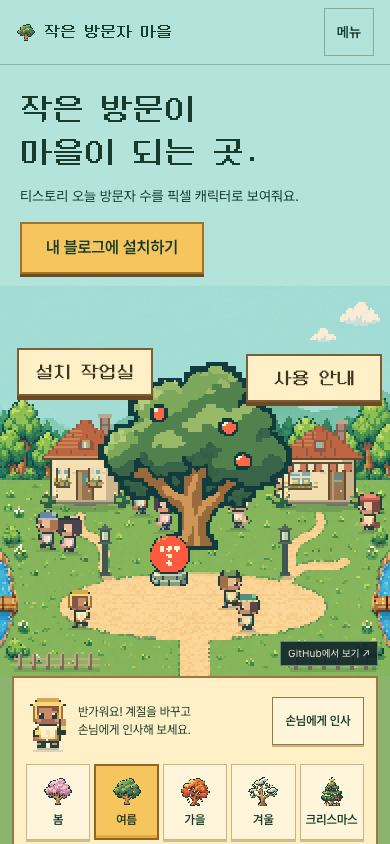 작은 방문자 마을
메뉴
작은 방문이
마을이 되는 곳.
티스토리 오늘 방문자 수를 픽셀 캐릭터로 보여줘요.
내 블로그에 설치하기
설치 작업실
사용 안내
GitHub에서 보기 ↗
반가워요! 계절을 바꾸고
손님에게 인사해 보세요.
손님에게 인사
봄
여름
가을
겨울
크리스마스